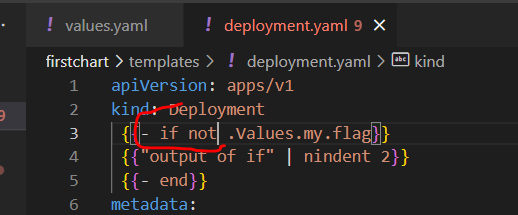 ! values.yaml
! deployment.yaml 9
firstchart > templates > ! deployment.yaml > abc kind
9
1 apiVersion: apps/v1
2 kind: Deployment
3 {{- if not .Values.my.flag}}
4 {{"output of if" | nindent 2}}
5 {{- end}}
6 metadata: